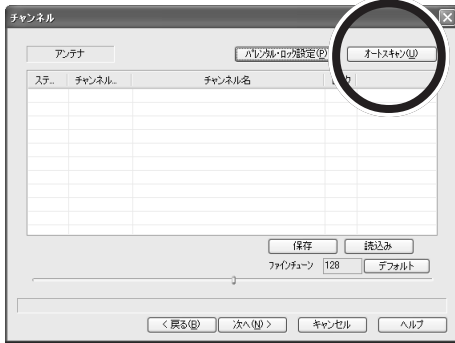 チャンネル
アンテナ
パレンタル・ロック設定(P)
オートスキャン(U)
ステ...
チャンネル...
チャンネル名
保存
読込み
ファインチューン
128
デフォルト
< 戻る(B)
次へ(N) >
キャンセル
ヘルプ